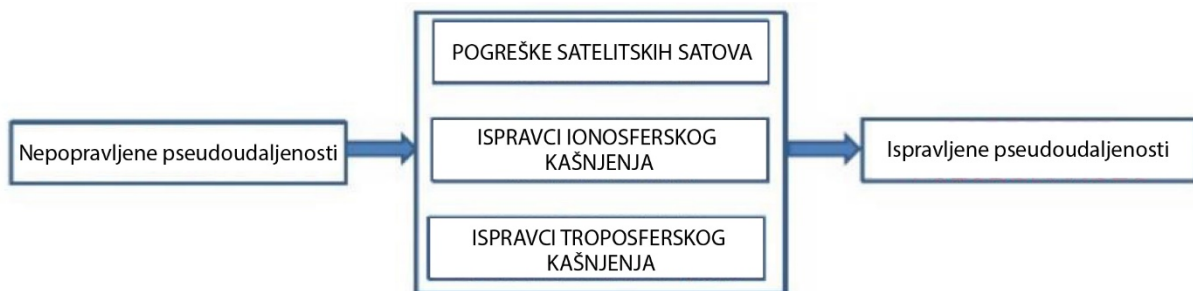 Nepopravljene pseudoudaljenosti
POGREŠKE SATELITSKIH SATOVA
ISPRAVCI IONOSFERSKOG
KAŠNJENJA
ISPRAVCI TROPOSFERSKOG
KAŠNJENJA
Ispravljene pseudoudaljenosti